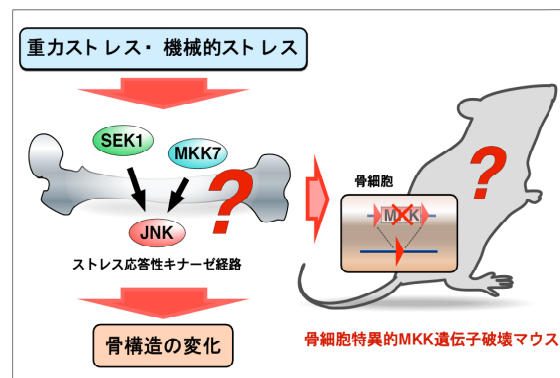 重力ストレス・機械的ストレス
SEK1
MKK7
?
JNK
ストレス応答性キナーゼ経路
骨構造の変化
骨細胞
MKK
?
骨細胞特異的MKK遺伝子破壊マウス